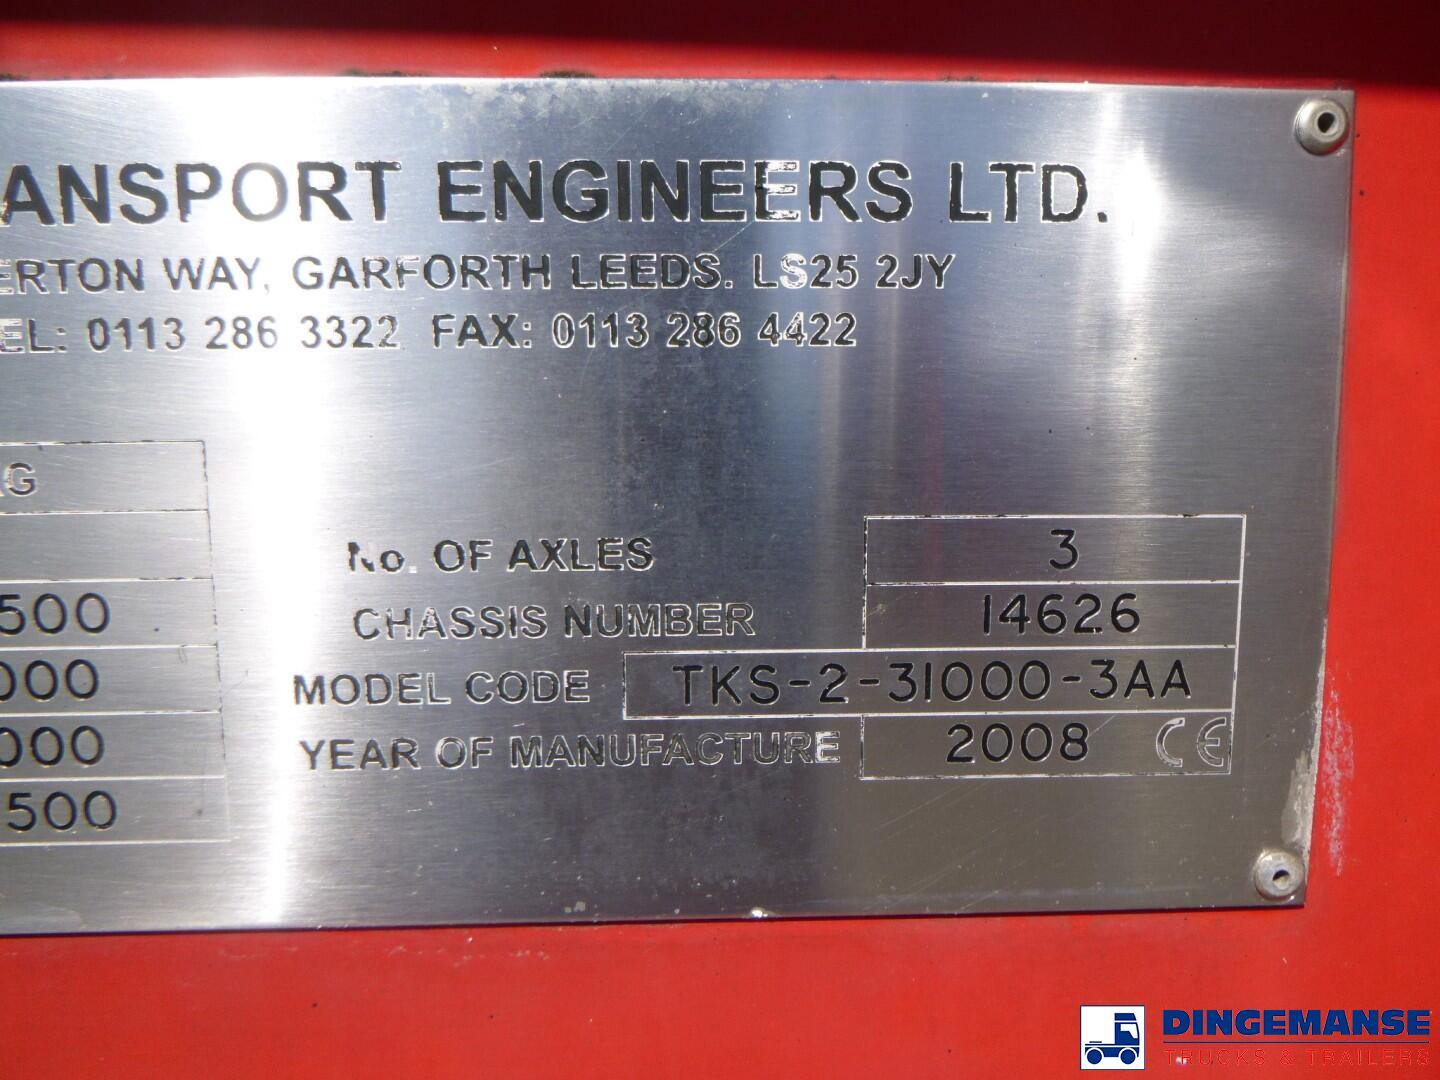 ANSPORT ENGINEERS LTD.
ERTON WAY, GARFORTH LEEDS. LS25 2JY
EL: 0113 286 3322 FAX: 0113 286 4422
No. OF AXLES 3
500 CHASSIS NUMBER 14626
000 MODEL CODE TKS-2-31000-3AA
000 YEAR OF MANUFACTURE 2008 CE
500
DINGEMANSE
TRUCKS & TRAILERS